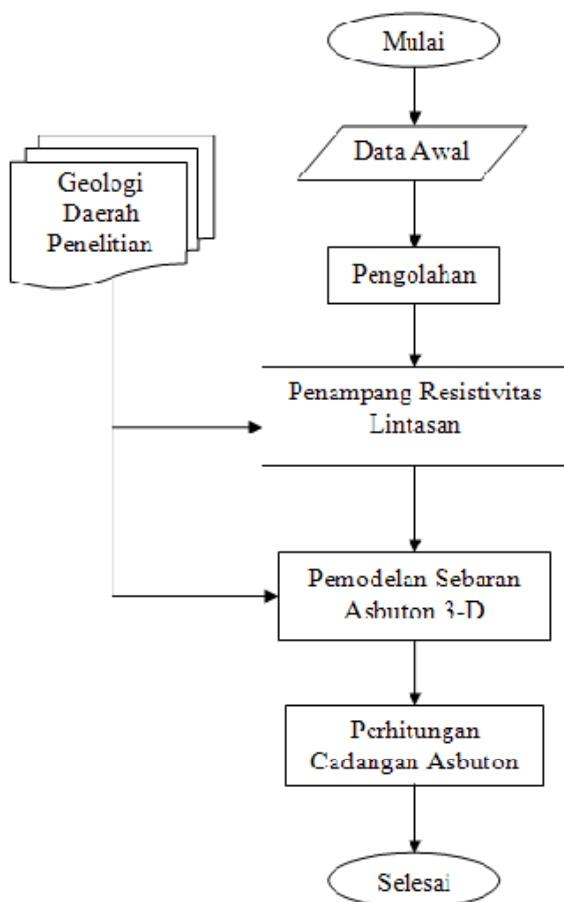 Mulai
Data Awal
Geologi
Daerah
Penelitian
Pengolahan
Penampang Resistivitas
Lintasan
Pemodelan Sebaran
Asbuton 3-D
Perhitungan
Cadangan Asbuton
Selesai